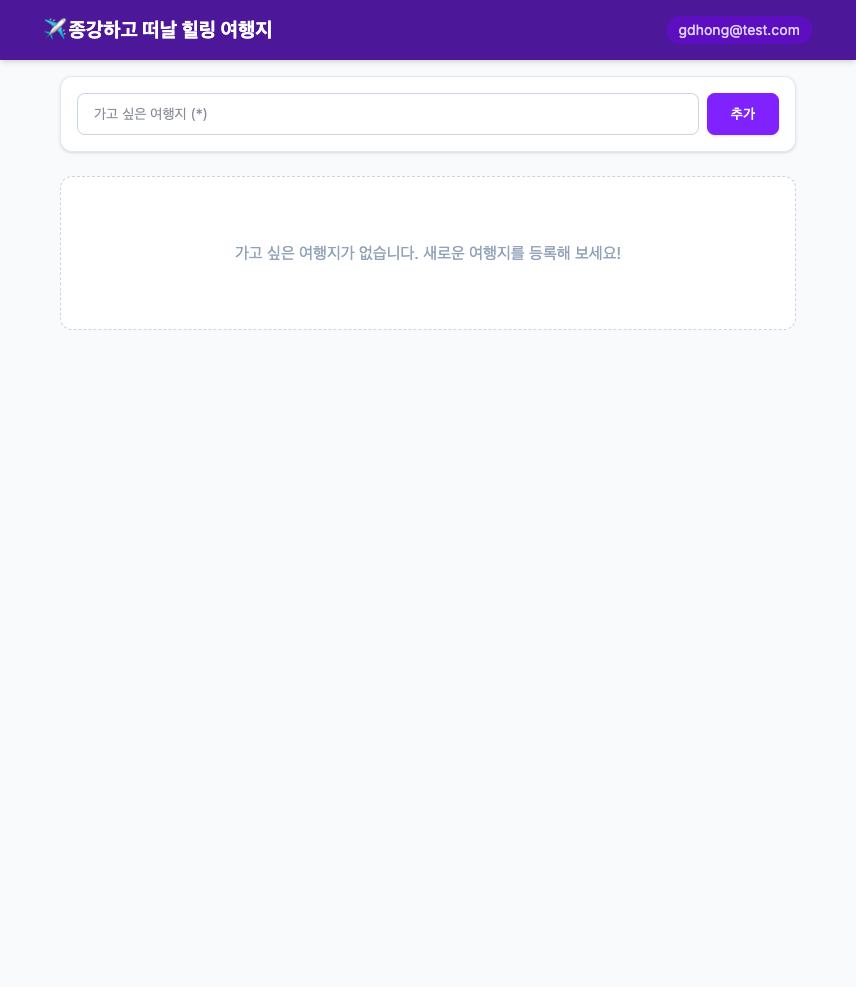 ✈️종강하고 떠날 힐링 여행지
gdhong@test.com
가고 싶은 여행지 (*)
추가
가고 싶은 여행지가 없습니다. 새로운 여행지를 등록해 보세요!